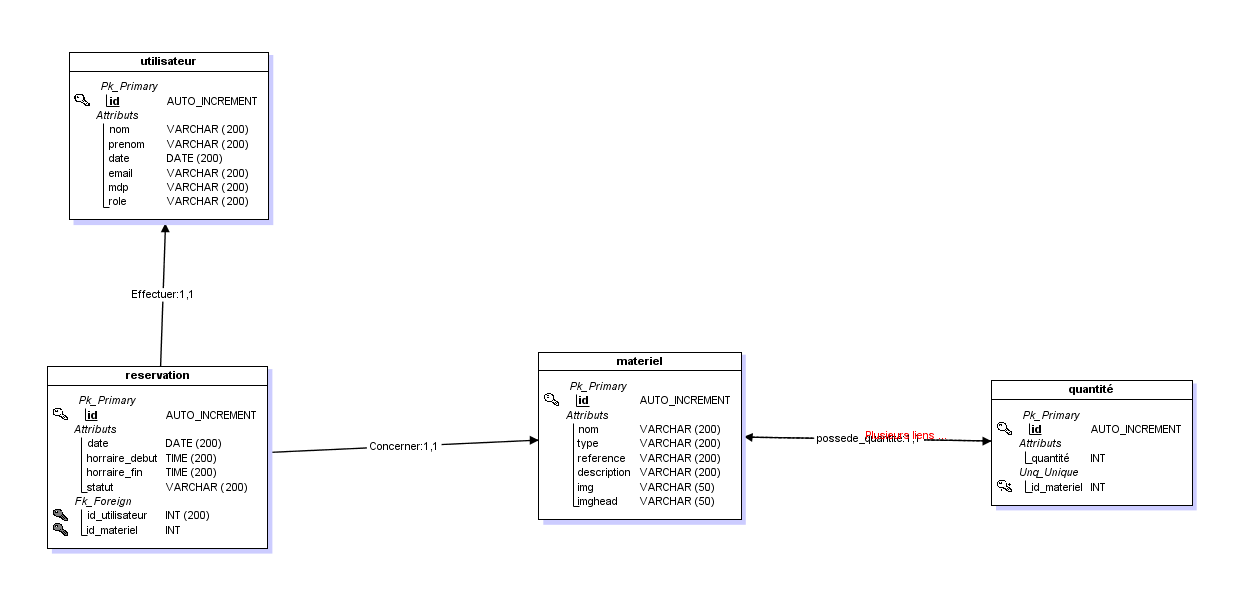 utilisateur
Pk_Primary
id AUTO_INCREMENT
Attributs
nom VARCHAR (200)
prenom VARCHAR (200)
date DATE (200)
email VARCHAR (200)
mdp VARCHAR (200)
role VARCHAR (200)
Effectuer:1,1
reservation
Pk_Primary
id AUTO_INCREMENT
Attributs
date DATE (200)
horraire_debut TIME (200)
horraire_fin TIME (200)
statut VARCHAR (200)
Fk_Foreign
id_utilisateur INT (200)
id_materiel INT
Concerner:1,1
materiel
Pk_Primary
id AUTO_INCREMENT
Attributs
nom VARCHAR (200)
type VARCHAR (200)
reference VARCHAR (200)
description VARCHAR (200)
img VARCHAR (50)
imghead VARCHAR (50)
possede_quantité:1,1
Plusieurs liens ...
quantité
Pk_Primary
id AUTO_INCREMENT
Attributs
quantité INT
Unq_Unique
id_materiel INT